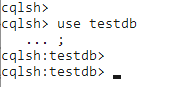 cqlsh>
cqlsh> use testdb
   ... ;
cqlsh:testdb>
cqlsh:testdb>